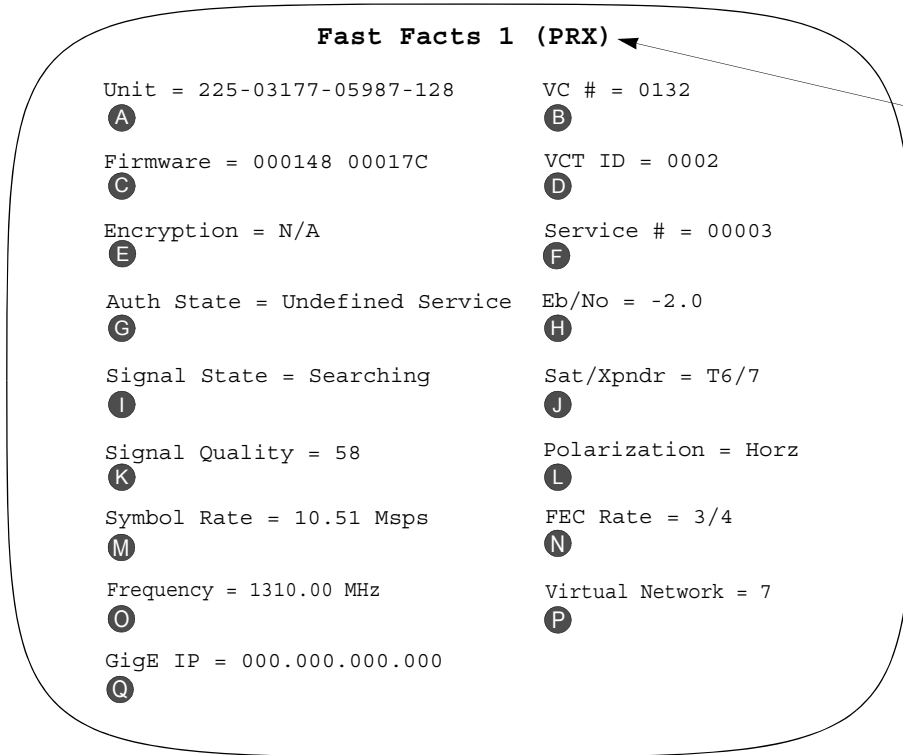 Fast Facts 1 (PRX)
Unit = 225-03177-05987-128 VC # = 0132
A B
Firmware = 000148 00017C VCT ID = 0002
C D
Encryption = N/A Service # = 00003
E F
Auth State = Undefined Service Eb/No = -2.0
G H
Signal State = Searching Sat/Xpndr = T6/7
I J
Signal Quality = 58 Polarization = Horz
K L
Symbol Rate = 10.51 Msps FEC Rate = 3/4
M N
Frequency = 1310.00 MHz Virtual Network = 7
O P
GigE IP = 000.000.000.000
Q